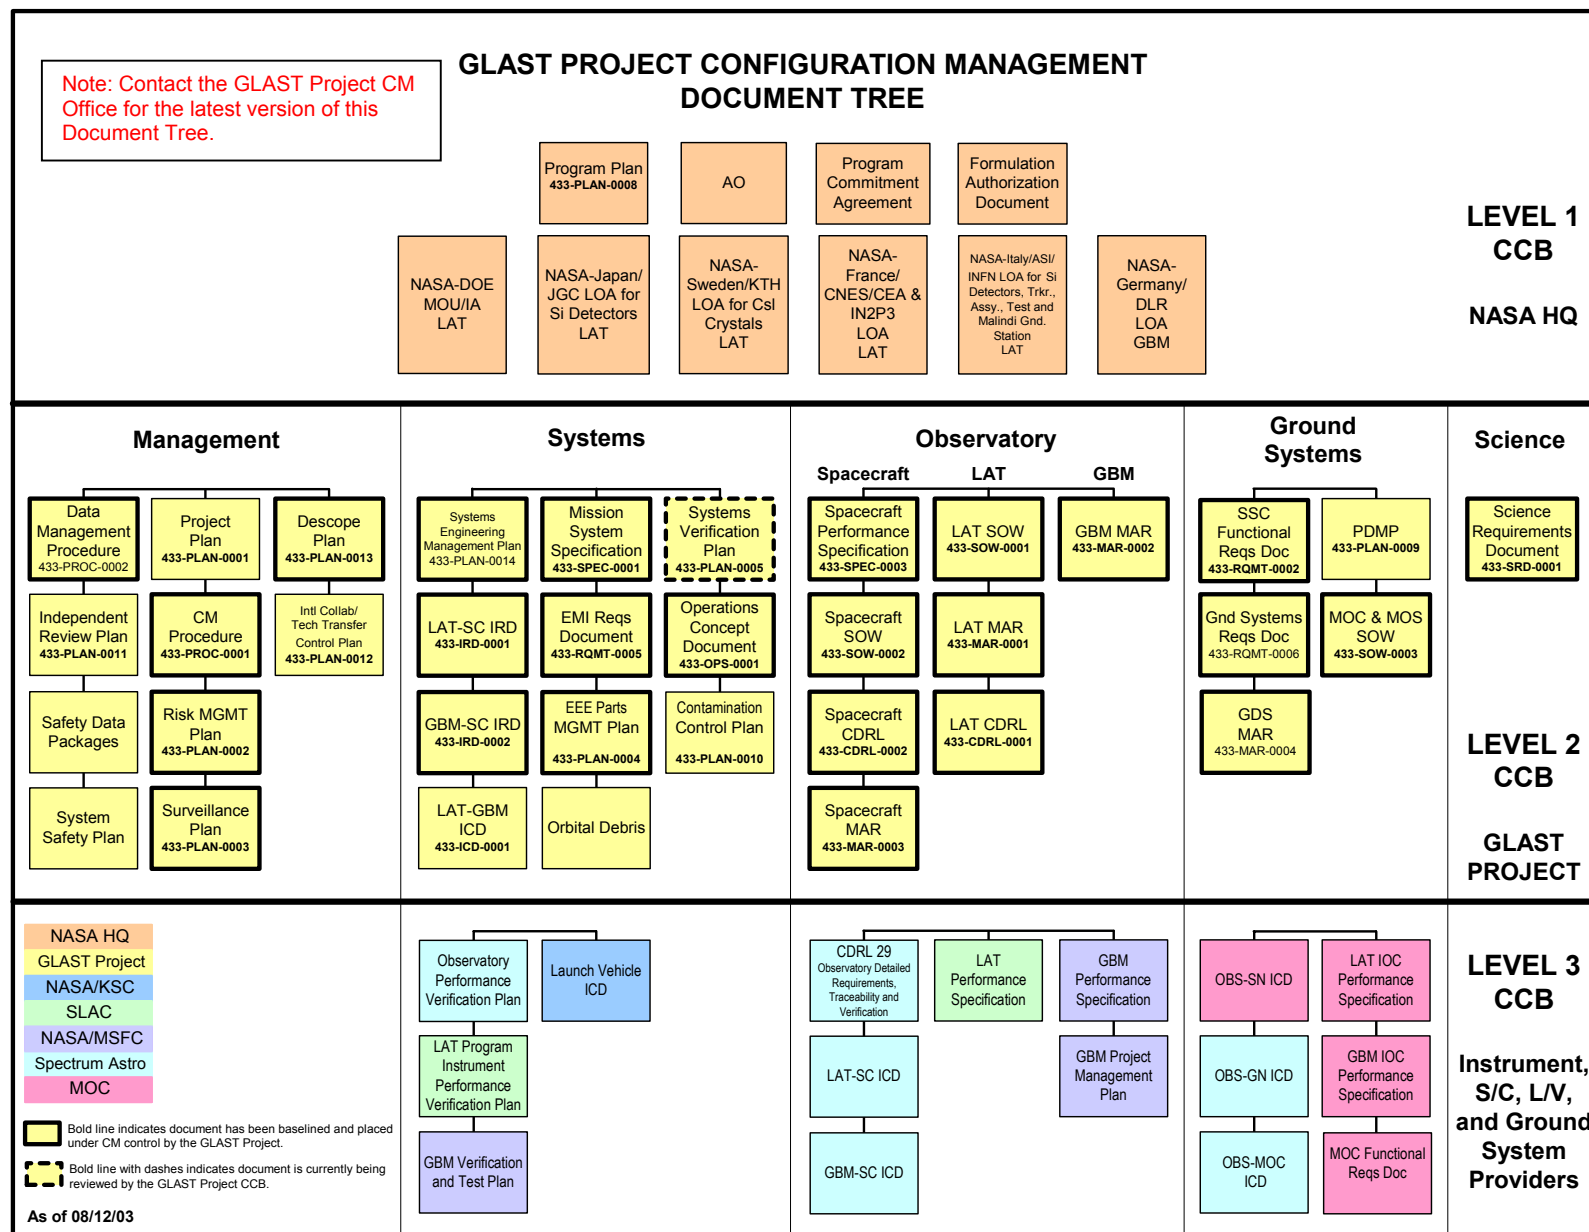 GLAST PROJECT CONFIGURATION MANAGEMENT
DOCUMENT TREE
Note: Contact the GLAST Project CM
Office for the latest version of this
Document Tree.
Program Plan
433-PLAN-0008
AO
Program
Commitment
Agreement
Formulation
Authorization
Document
NASA-DOE
MOU/IA
LAT
NASA-Japan/
JGC LOA for
Si Detectors
LAT
NASA-
Sweden/KTH
LOA for CsI
Crystals
LAT
NASA-
France/
CNES/CEA &
IN2P3
LOA
LAT
NASA-Italy/ASI/
INFN LOA for Si
Detectors, Trkr.,
Assy., Test and
Malindi Gnd.
Station
LAT
NASA-
Germany/
DLR
LOA
GBM
LEVEL 1
CCB
NASA HQ
Management
Data
Management
Procedure
433-PROC-0002
Project
Plan
433-PLAN-0001
Descope
Plan
433-PLAN-0013
Independent
Review Plan
433-PLAN-0011
CM
Procedure
433-PROC-0001
Intl Collab/
Tech Transfer
Control Plan
433-PLAN-0012
Safety Data
Packages
Risk MGMT
Plan
433-PLAN-0002
System
Safety Plan
Surveillance
Plan
433-PLAN-0003
Systems
Systems
Engineering
Management Plan
433-PLAN-0014
Mission
System
Specification
433-SPEC-0001
Systems
Verification
Plan
433-PLAN-0005
LAT-SC IRD
433-IRD-0001
EMI Reqs
Document
433-RQMT-0005
Operations
Concept
Document
433-OPS-0001
GBM-SC IRD
433-IRD-0002
EEE Parts
MGMT Plan
433-PLAN-0004
Contamination
Control Plan
433-PLAN-0010
LAT-GBM
ICD
433-ICD-0001
Orbital Debris
Observatory
Spacecraft
LAT
GBM
Spacecraft
Performance
Specification
433-SPEC-0003
LAT SOW
433-SOW-0001
GBM MAR
433-MAR-0002
Spacecraft
SOW
433-SOW-0002
LAT MAR
433-MAR-0001
Spacecraft
CDRL
433-CDRL-0002
LAT CDRL
433-CDRL-0001
Spacecraft
MAR
433-MAR-0003
Ground
Systems
SSC
Functional
Reqs Doc
433-RQMT-0002
PDMP
433-PLAN-0009
Gnd Systems
Reqs Doc
433-RQMT-0006
MOC & MOS
SOW
433-SOW-0003
GDS
MAR
433-MAR-0004
Science
Science
Requirements
Document
433-SRD-0001
LEVEL 2
CCB
GLAST
PROJECT
NASA HQ
GLAST Project
NASA/KSC
SLAC
NASA/MSFC
Spectrum Astro
MOC
Bold line indicates document has been baselined and placed
under CM control by the GLAST Project.
Bold line with dashes indicates document is currently being
reviewed by the GLAST Project CCB.
As of 08/12/03
Observatory
Performance
Verification Plan
Launch Vehicle
ICD
LAT Program
Instrument
Performance
Verification Plan
GBM Verification
and Test Plan
CDRL 29
Observatory Detailed
Requirements,
Traceability and
Verification
LAT
Performance
Specification
GBM
Performance
Specification
LAT-SC ICD
GBM Project
Management
Plan
GBM-SC ICD
OBS-SN ICD
LAT IOC
Performance
Specification
OBS-GN ICD
GBM IOC
Performance
Specification
OBS-MOC
ICD
MOC Functional
Reqs Doc
LEVEL 3
CCB
Instrument,
S/C, L/V,
and Ground
System
Providers